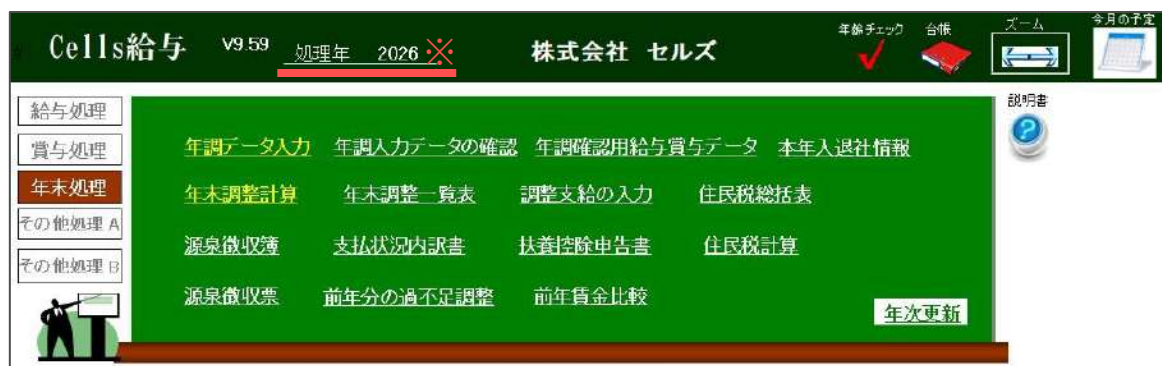 Cells給与 V9.59 処理年 2026 ※ 株式会社 セルズ 年齢チェック 台帳 ズーム 今月の予定
説明書
給与処理
賞与処理
年末処理
その他処理 A
その他処理 B
年調データ入力 年調入力データの確認 年調確認用給与賞与データ 本年入退社情報
年末調整計算 年末調整一覧表 調整支給の入力 住民税総括表
源泉徴収簿 支払状況内訳書 扶養控除申告書 住民税計算
源泉徴収票 前年分の過不足調整 前年賃金比較
年次更新